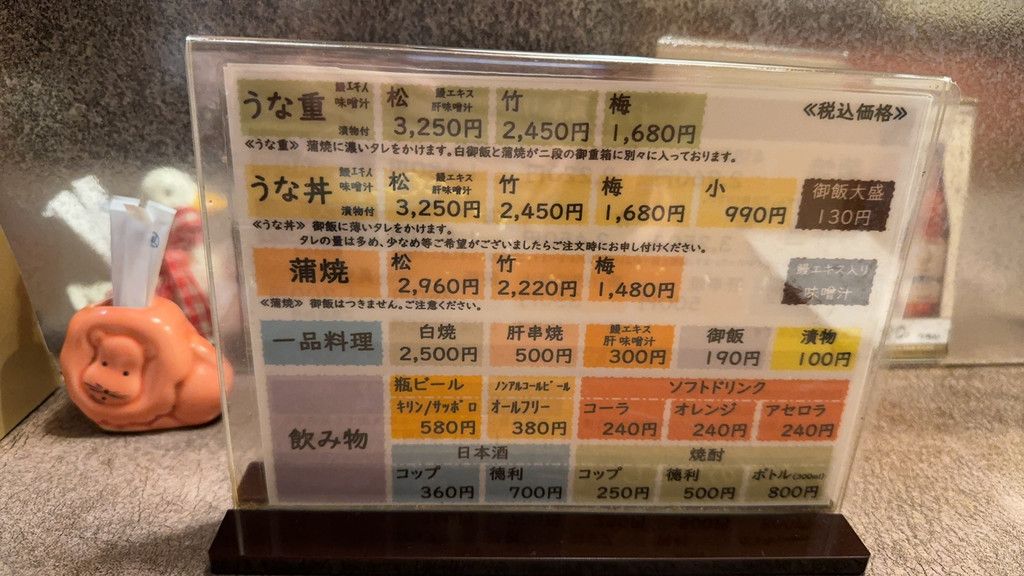 うな重 鰻エキス 味噌汁 漬物付 松 鰻エキス 肝味噌汁 3,250円 竹 2,450円 梅 1,680円 ≪税込価格≫
≪うな重≫ 蒲焼に濃いタレをかけます。白御飯と蒲焼が二段の御重箱に別々に入っております。
うな丼 鰻エキス 味噌汁 漬物付 松 鰻エキス 肝味噌汁 3,250円 竹 2,450円 梅 1,680円 小 990円 御飯大盛 130円
≪うな丼≫ 御飯に薄いタレをかけます。
タレの量は多め、少なめ等ご希望がございましたらご注文時にお申し付けください。
蒲焼 松 2,960円 竹 2,220円 梅 1,480円 鰻エキス入り 味噌汁
≪蒲焼≫ 御飯はつきません。ご注意ください。
一品料理 白焼 2,500円 肝串焼 500円 鰻エキス 肝味噌汁 300円 御飯 190円 漬物 100円
飲み物
瓶ビール ノンアルコールビール ソフトドリンク
キリン/サッポロ 580円 オールフリー 380円 コーラ 240円 オレンジ 240円 アセロラ 240円
日本酒 焼酎
コップ 360円 徳利 700円 コップ 250円 徳利 500円 ボトル(300ml) 800円